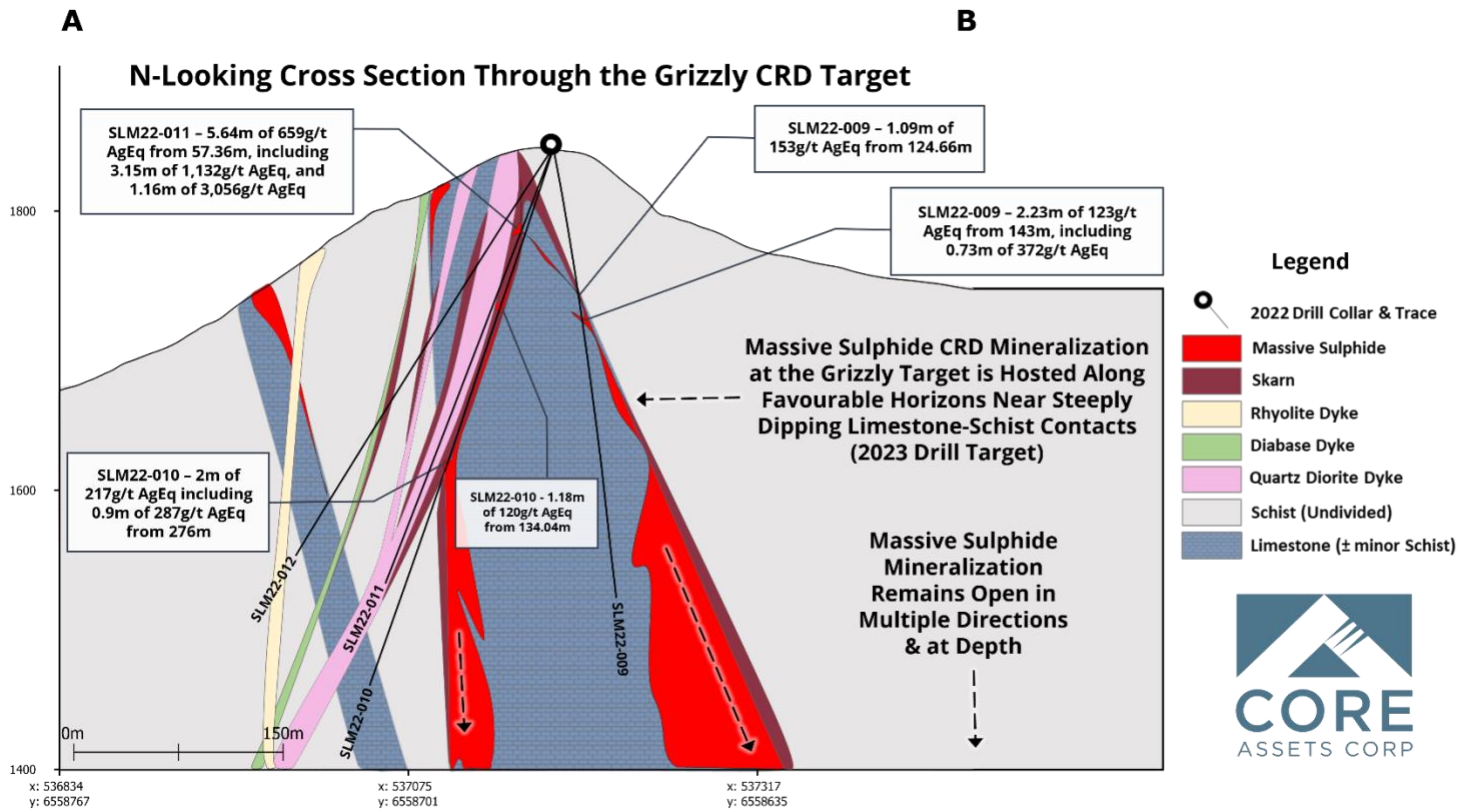 A
B
N-Looking Cross Section Through the Grizzly CRD Target
SLM22-011 – 5.64m of 659g/t
AgEq from 57.36m, including
3.15m of 1,132g/t AgEq, and
1.16m of 3,056g/t AgEq
SLM22-009 – 1.09m of
153g/t AgEq from 124.66m
SLM22-009 – 2.23m of 123g/t
AgEq from 143m, including
0.73m of 372g/t AgEq
1800
1600
1400
Massive Sulphide CRD Mineralization
at the Grizzly Target is Hosted Along
Favourable Horizons Near Steeply
Dipping Limestone-Schist Contacts
(2023 Drill Target)
SLM22-010 – 2m of
217g/t AgEq including
0.9m of 287g/t AgEq
from 276m
SLM22-010 - 1.18m
of 120g/t AgEq
from 134.04m
Massive Sulphide
Mineralization
Remains Open in
Multiple Directions
& at Depth
SLM22-012
SLM22-011
SLM22-010
SLM22-009
0m
150m
x: 536834
y: 6558767
x: 537075
y: 6558701
x: 537317
y: 6558635
Legend
2022 Drill Collar & Trace
Massive Sulphide
Skarn
Rhyolite Dyke
Diabase Dyke
Quartz Diorite Dyke
Schist (Undivided)
Limestone (± minor Schist)
CORE
ASSETS CORP